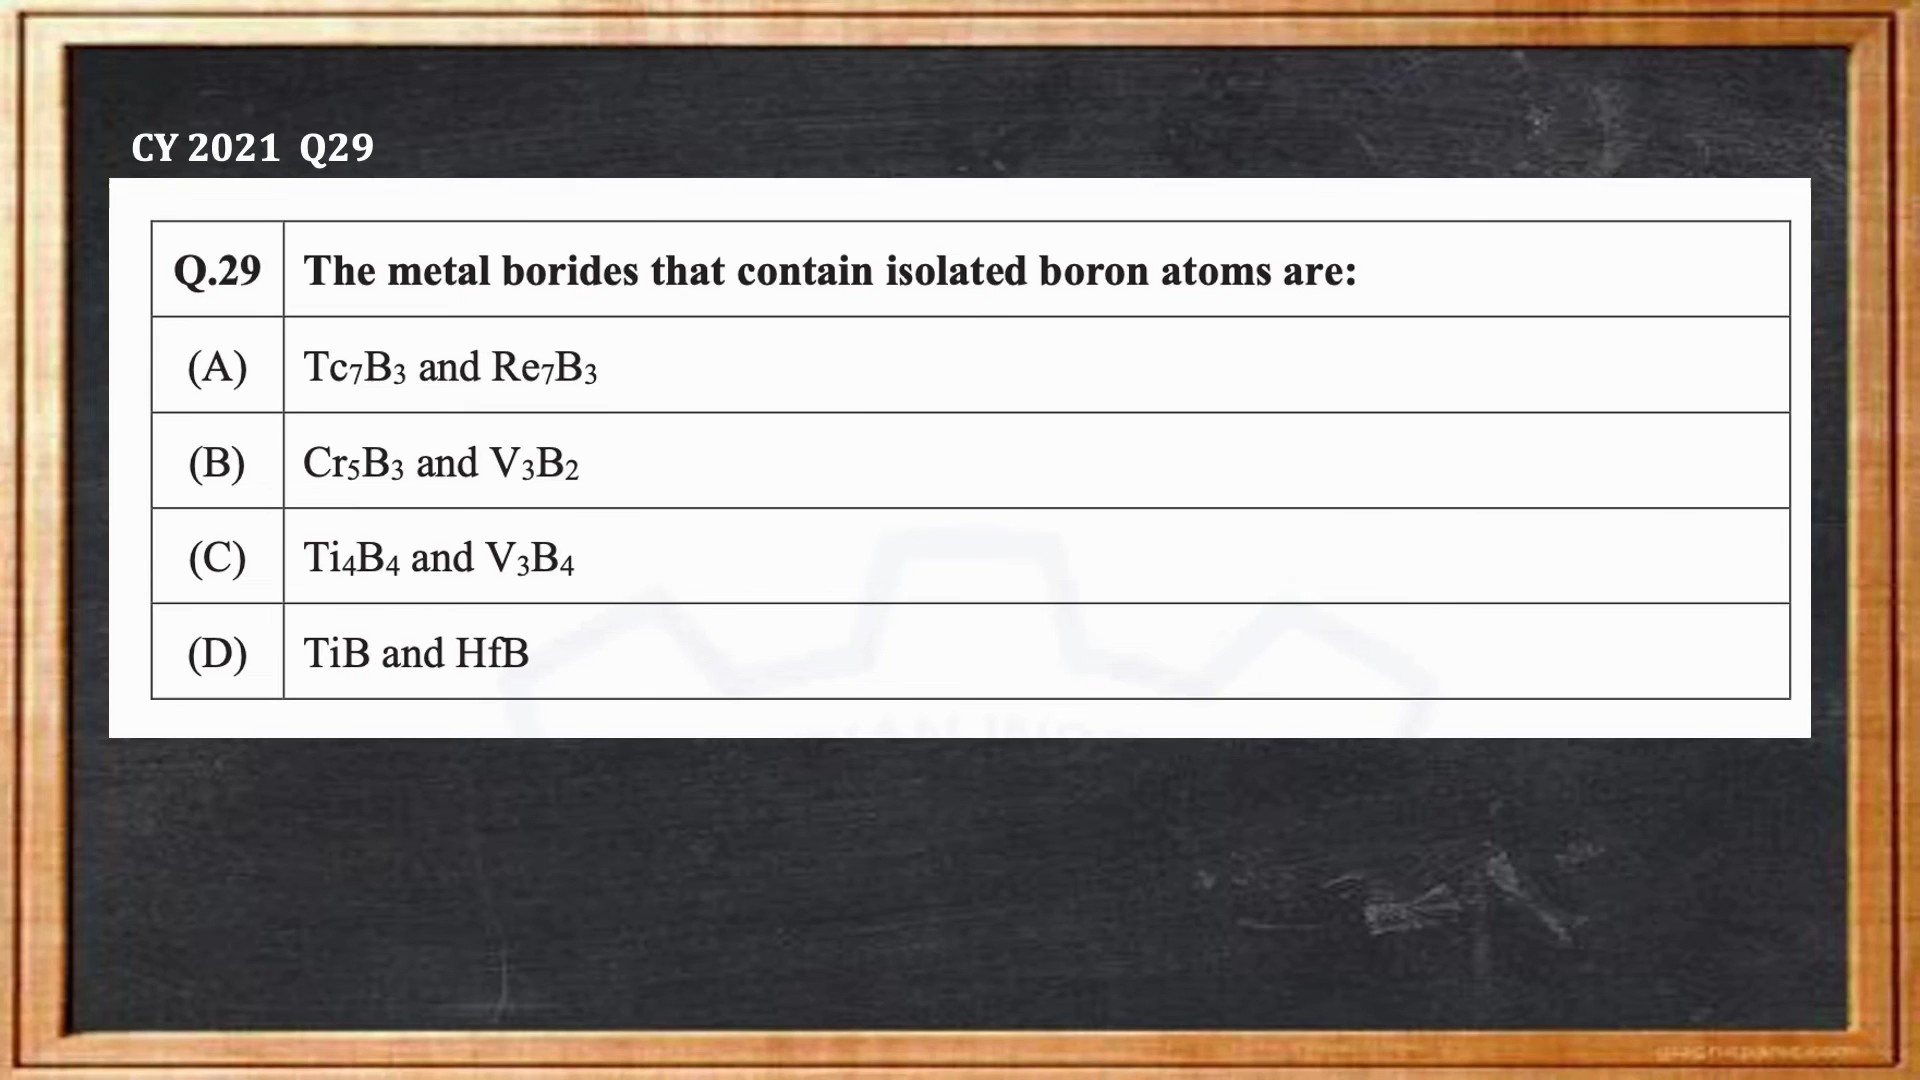 CY 2021 Q29
Q.29 The metal borides that contain isolated boron atoms are:
(A) Tc₇B₃ and Re₇B₃
(B) Cr₅B₃ and V₃B₂
(C) Ti₄B₄ and V₃B₄
(D) TiB and HfB